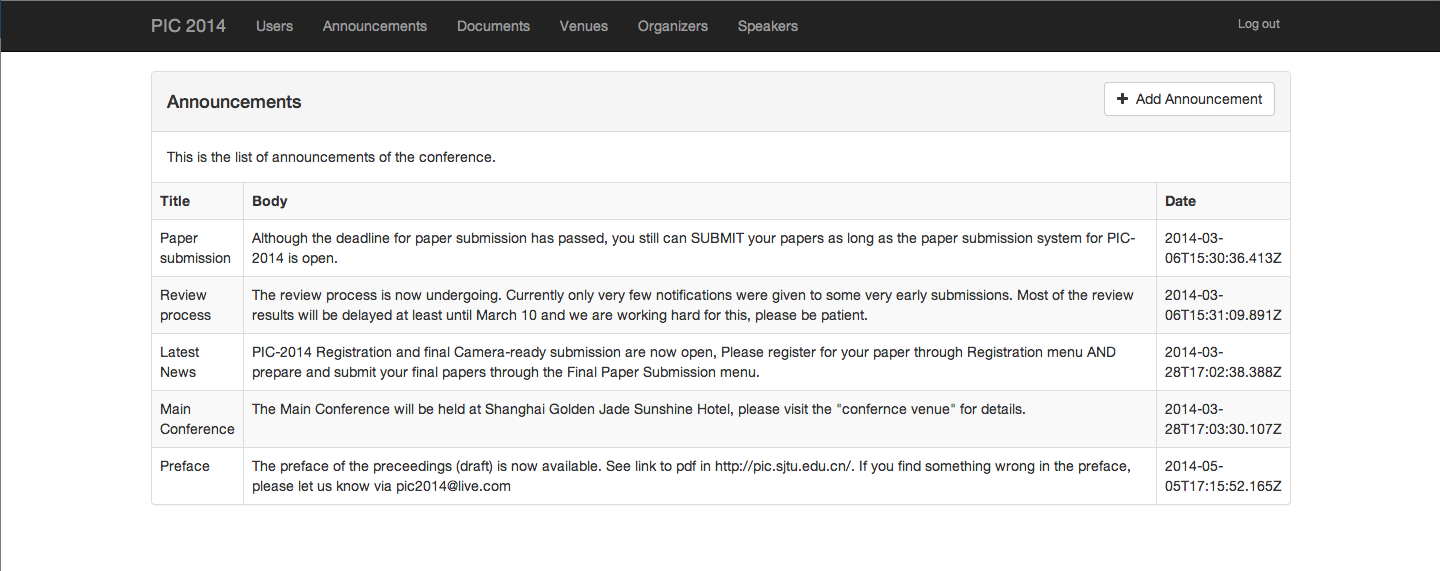 PIC 2014 Users Announcements Documents Venues Organizers Speakers Log out
Announcements
+ Add Announcement
This is the list of announcements of the conference.
Title Body Date
Paper submission
Although the deadline for paper submission has passed, you still can SUBMIT your papers as long as the paper submission system for PIC-
2014 is open.
2014-03-
06T15:30:36.413Z
Review
process
The review process is now undergoing. Currently only very few notifications were given to some very early submissions. Most of the review
results will be delayed at least until March 10 and we are working hard for this, please be patient.
2014-03-
06T15:31:09.891Z
Latest
News
PIC-2014 Registration and final Camera-ready submission are now open, Please register for your paper through Registration menu AND
prepare and submit your final papers through the Final Paper Submission menu.
2014-03-
28T17:02:38.388Z
Main
Conference
The Main Conference will be held at Shanghai Golden Jade Sunshine Hotel, please visit the "confernce venue" for details.
2014-03-
28T17:03:30.107Z
Preface
The preface of the preceedings (draft) is now available. See link to pdf in http://pic.sjtu.edu.cn/. If you find something wrong in the preface,
please let us know via pic2014@live.com
2014-05-
05T17:15:52.165Z